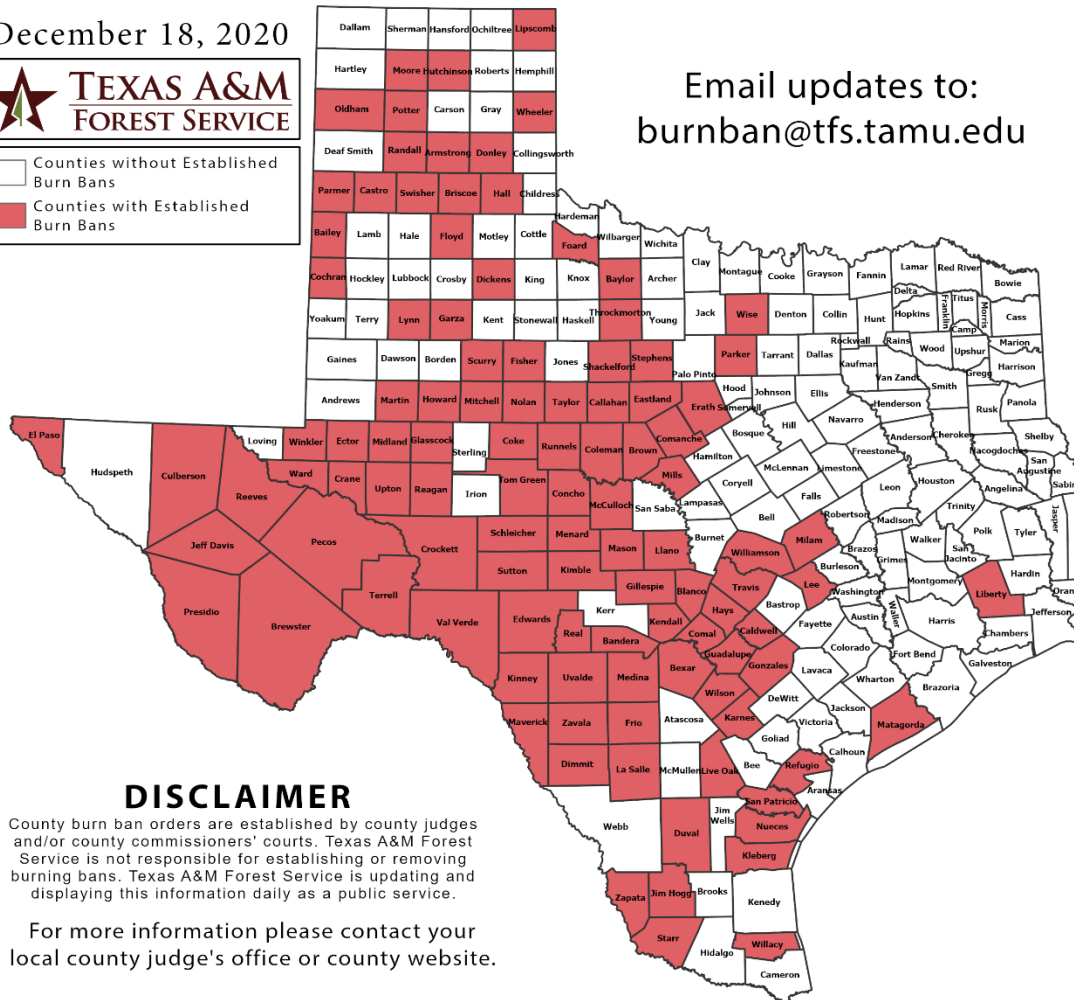 December 18, 2020
TEXAS A&M
FOREST SERVICE
Counties without Established
Burn Bans
Counties with Established
Burn Bans
Email updates to:
burnban@tfs.tamu.edu
Dallam Sherman Hansford Ochiltree Lipscomb
Hartley Moore Hutchinson Roberts Hemphill
Oldham Potter Carson Gray Wheeler
Deaf Smith Randall Armstrong Donley Collingsworth
Parmer Castro Swisher Briscoe Hall Childress
Hardeman
Bailey Lamb Hale Floyd Motley Cottle Foard Wilbarger Wichita
Clay Montague Cooke Grayson Fannin Lamar Red River Bowie
Cochran Hockley Lubbock Crosby Dickens King Knox Baylor Archer
Delta Franklin Titus Morris Cass
Yoakum Terry Lynn Garza Kent Stonewall Haskell Throckmorton Young Jack Wise Denton Collin Hunt Hopkins Camp
Rockwall Rains Wood Upshur Marion
Gaines Dawson Borden Scurry Fisher Jones Shackelford Stephens Palo Pinto Parker Tarrant Dallas Kaufman Van Zandt Gregg Harrison
Andrews Martin Howard Mitchell Nolan Taylor Callahan Eastland Erath Hood Somervell Johnson Ellis Henderson Smith Rusk Panola
El Paso Hudspeth Culberson Loving Winkler Ector Midland Glasscock Sterling Coke Runnels Coleman Brown Comanche Bosque Hill Navarro Anderson Cherokee Nacogdoches Shelby
Reeves Ward Crane Upton Reagan Irion Tom Green Concho McCulloch San Saba Mills Hamilton Coryell McLennan Limestone Freestone Leon Houston Angelina San Augustine Sabin
Jeff Davis Pecos Crockett Schleicher Menard Mason Llano Lampasas Burnet Bell Falls Robertson Madison Trinity Polk Tyler Jasper
Presidio Brewster Terrell Sutton Kimble Gillespie Blanco Williamson Milam Brazos Burleson Grimes Walker San Jacinto Hardin
Val Verde Edwards Kerr Real Bandera Kendall Hays Travis Bastrop Lee Washington Waller Montgomery Liberty Oran
Comal Caldwell Fayette Austin Harris Chambers Jefferson
Kinney Uvalde Medina Bexar Guadalupe Gonzales Lavaca Colorado Fort Bend Galveston
Maverick Zavala Frio Atascosa Wilson Karnes DeWitt Jackson Wharton Brazoria
Dimmit La Salle McMullen Live Oak Bee Goliad Victoria Calhoun Matagorda
Refugio Aransas
Webb Duval Jim Wells San Patricio Nueces
Kleberg
Zapata Jim Hogg Brooks Kenedy
Starr Hidalgo Willacy
Cameron
DISCLAIMER
County burn ban orders are established by county judges
and/or county commissioners' courts. Texas A&M Forest
Service is not responsible for establishing or removing
burning bans. Texas A&M Forest Service is updating and
displaying this information daily as a public service.
For more information please contact your
local county judge's office or county website.